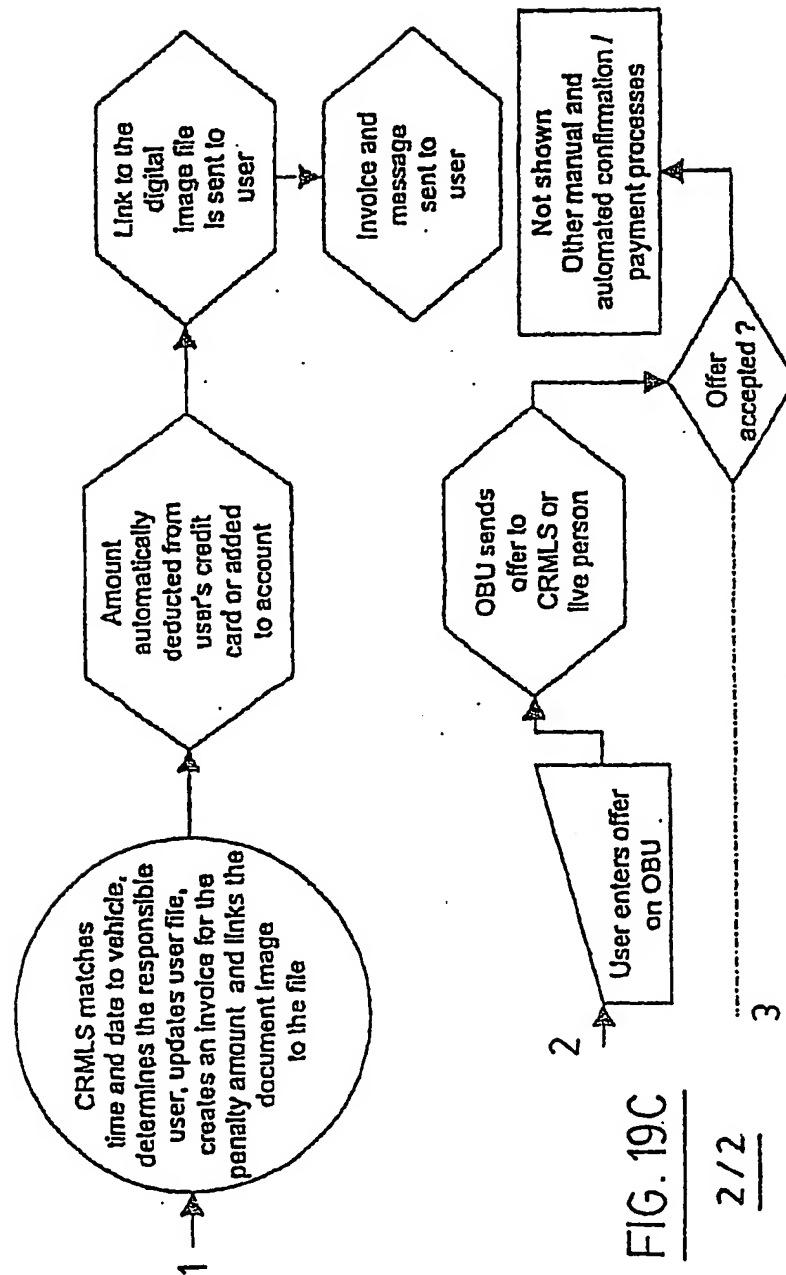 1
CRMLS matches
time and date to vehicle,
determines the responsible
user, updates user file,
creates an invoice for the
penalty amount and links the
document image
to the file
Amount
automatically
deducted from
user's credit
card or added
to account
Link to the
digital
image file
is sent to
user
Invoice and
message
sent to
user
2
User enters offer
on OBU
OBU sends
offer to
CRMLS or
live person
Offer
accepted ?
Not shown
Other manual and
automated confirmation /
payment processes
3
FIG. 19C
2/2